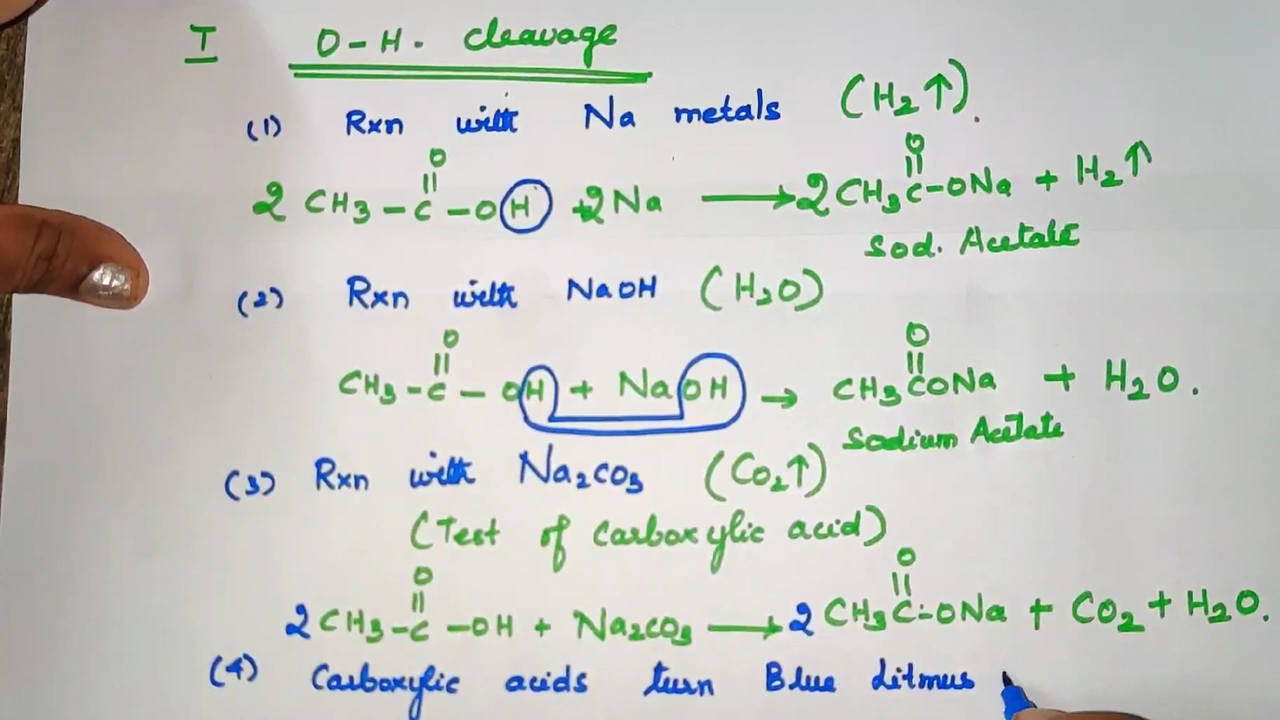 I O-H. cleavage
(1) Rxn with Na metals (H₂↑).
O
||
2 CH₃-C-OH + 2Na ⟶ 2CH₃C-ONa + H₂↑
O
||
Sod. Acetate
(2) Rxn with NaOH (H₂O)
O
||
CH₃-C-OH + NaOH → CH₃CONa + H₂O.
O
||
Sodium Acetate
(3) Rxn with Na₂CO₃ (CO₂↑)
(Test of Carboxylic acid)
O
||
2CH₃-C-OH + Na₂CO₃ ⟶ 2CH₃C-ONa + CO₂ + H₂O.
O
||
(4) Carboxylic acids turn Blue litmus